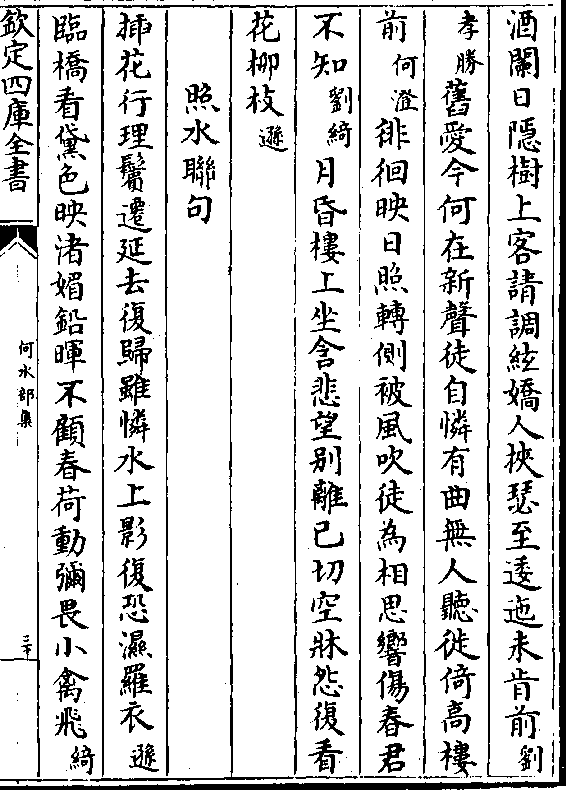 酒闌日隱樹上客請調絃嬌人挾瑟至逶迤未肯前劉
孝勝舊愛今何在新聲徒自憐有曲無人聽徙倚高樓
前何澄徘徊映日照轉側被風吹徒為相思響傷春君
不知劉綺月昏樓上坐含悲望别離已切空牀怨復看
花栁枝遜
照水聯句
揷花行理鬢遷延去復歸雖憐水上影復恐濕羅衣遜
臨橋看黛色映渚媚鉛暉不顧春荷動彌畏小禽飛綺
欽定四庫全書
何水部集
二十